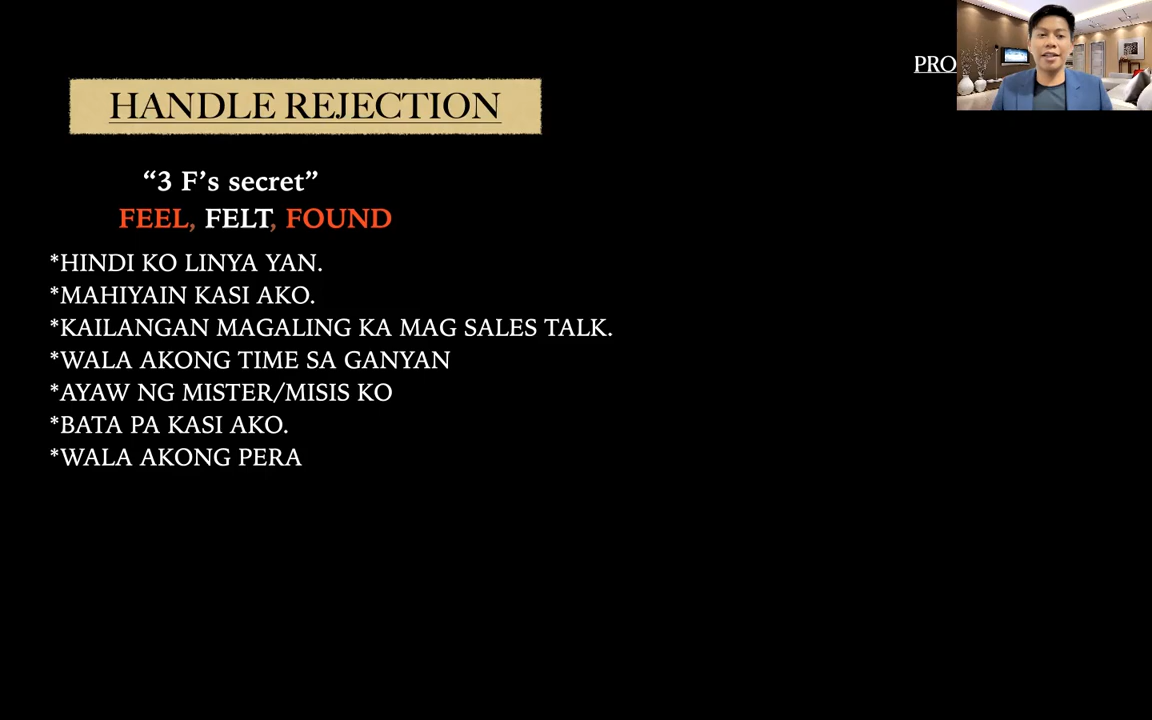 PRO
HANDLE REJECTION
“3 F’s secret”
FEEL, FELT, FOUND
*HINDI KO LINYA YAN.
*MAHIYAIN KASI AKO.
*KAILANGAN MAGALING KA MAG SALES TALK.
*WALA AKONG TIME SA GANYAN
*AYAW NG MISTER/MISIS KO
*BATA PA KASI AKO.
*WALA AKONG PERA